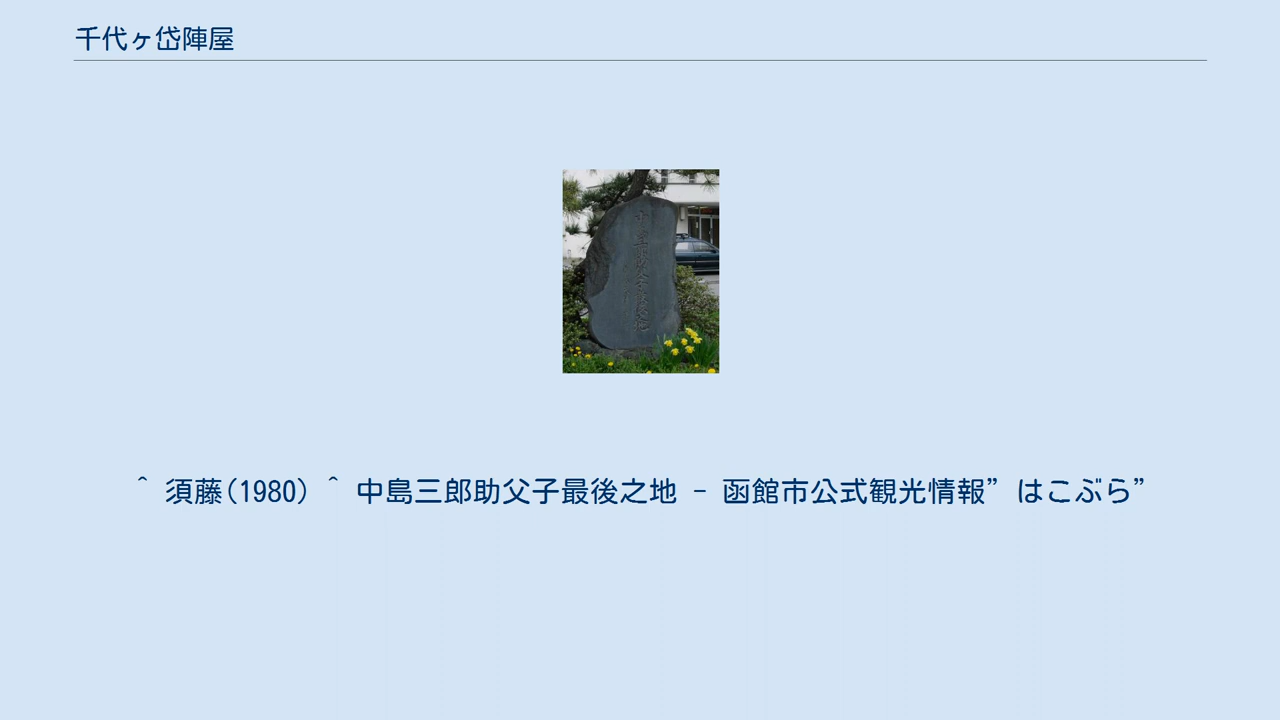 千代ヶ岱陣屋
^ 須藤(1980) ^ 中島三郎助父子最後之地 - 函館市公式観光情報” はこぶら”